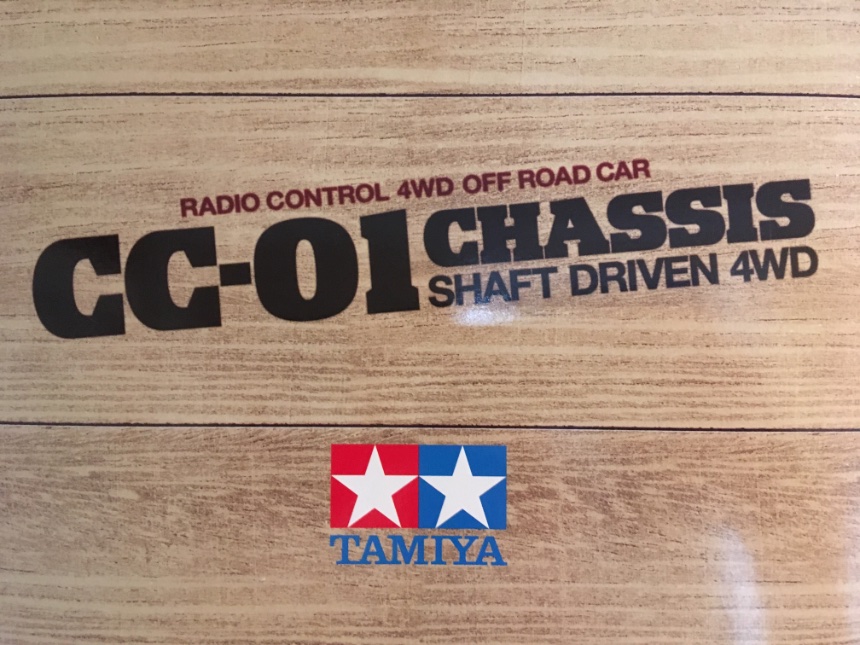 RADIO CONTROL 4WD OFF ROAD CAR
CC-01 CHASSIS
SHAFT DRIVEN 4WD
TAMIYA